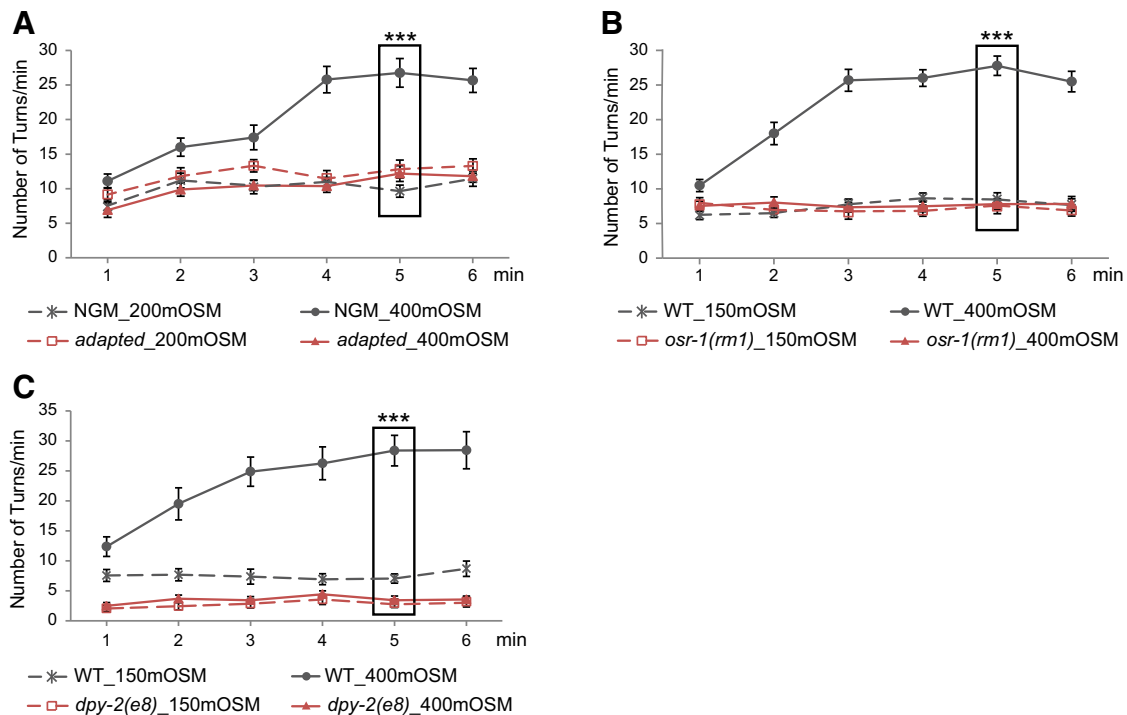 A
B
***
***
30
25
20
15
10
5
0
Number of Turns/min
1 2 3 4 5 6 min
NGM_200mOSM NGM_400mOSM
adapted_200mOSM adapted_400mOSM
30
25
20
15
10
5
0
Number of Turns/min
1 2 3 4 5 6 min
WT_150mOSM WT_400mOSM
osr-1(rm1)_150mOSM osr-1(rm1)_400mOSM
C
***
35
30
25
20
15
10
5
0
Number of Turns/min
1 2 3 4 5 6 min
WT_150mOSM WT_400mOSM
dpy-2(e8)_150mOSM dpy-2(e8)_400mOSM